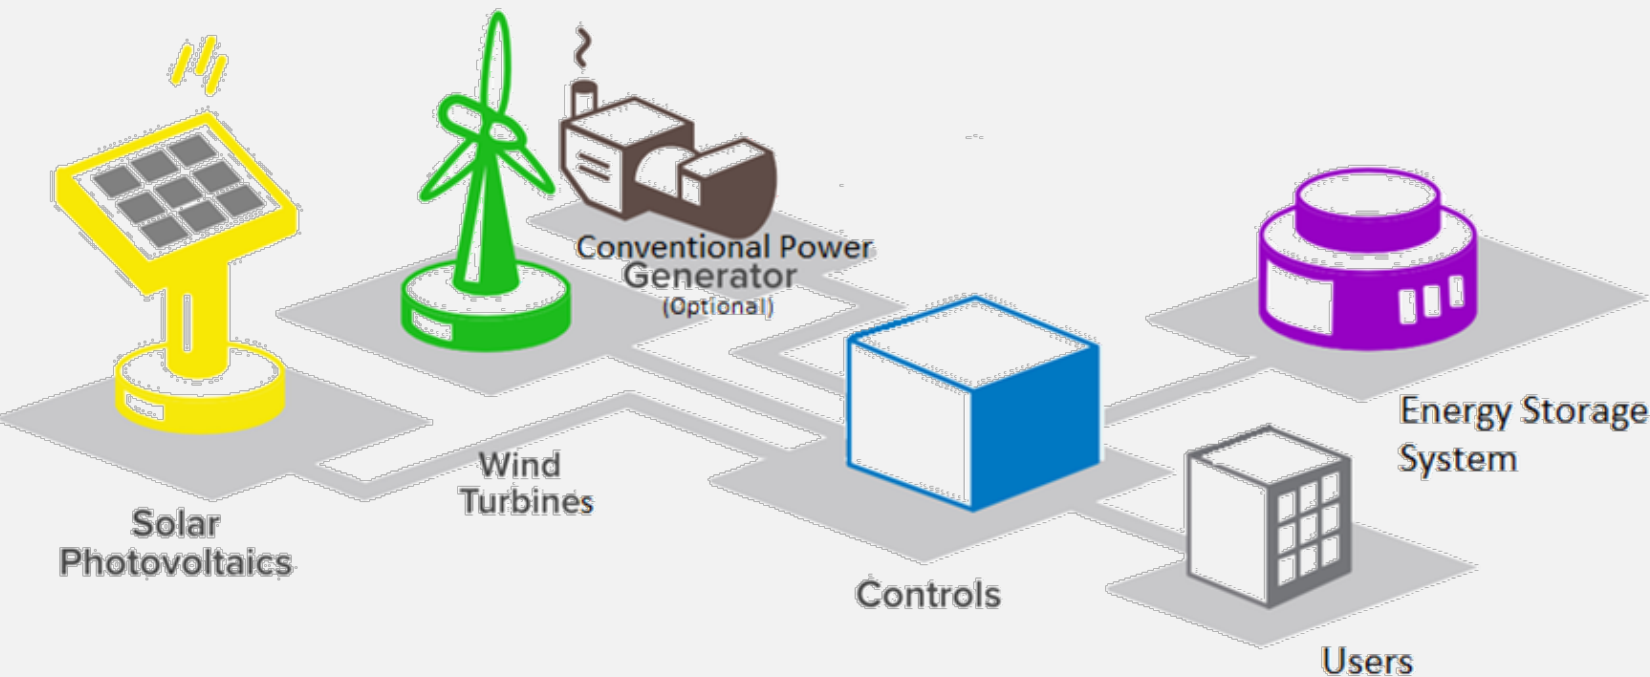 Conventional Power
Generator
(Optional)
Energy Storage
System
Wind
Turbines
Solar
Photovoltaics
Controls
Users